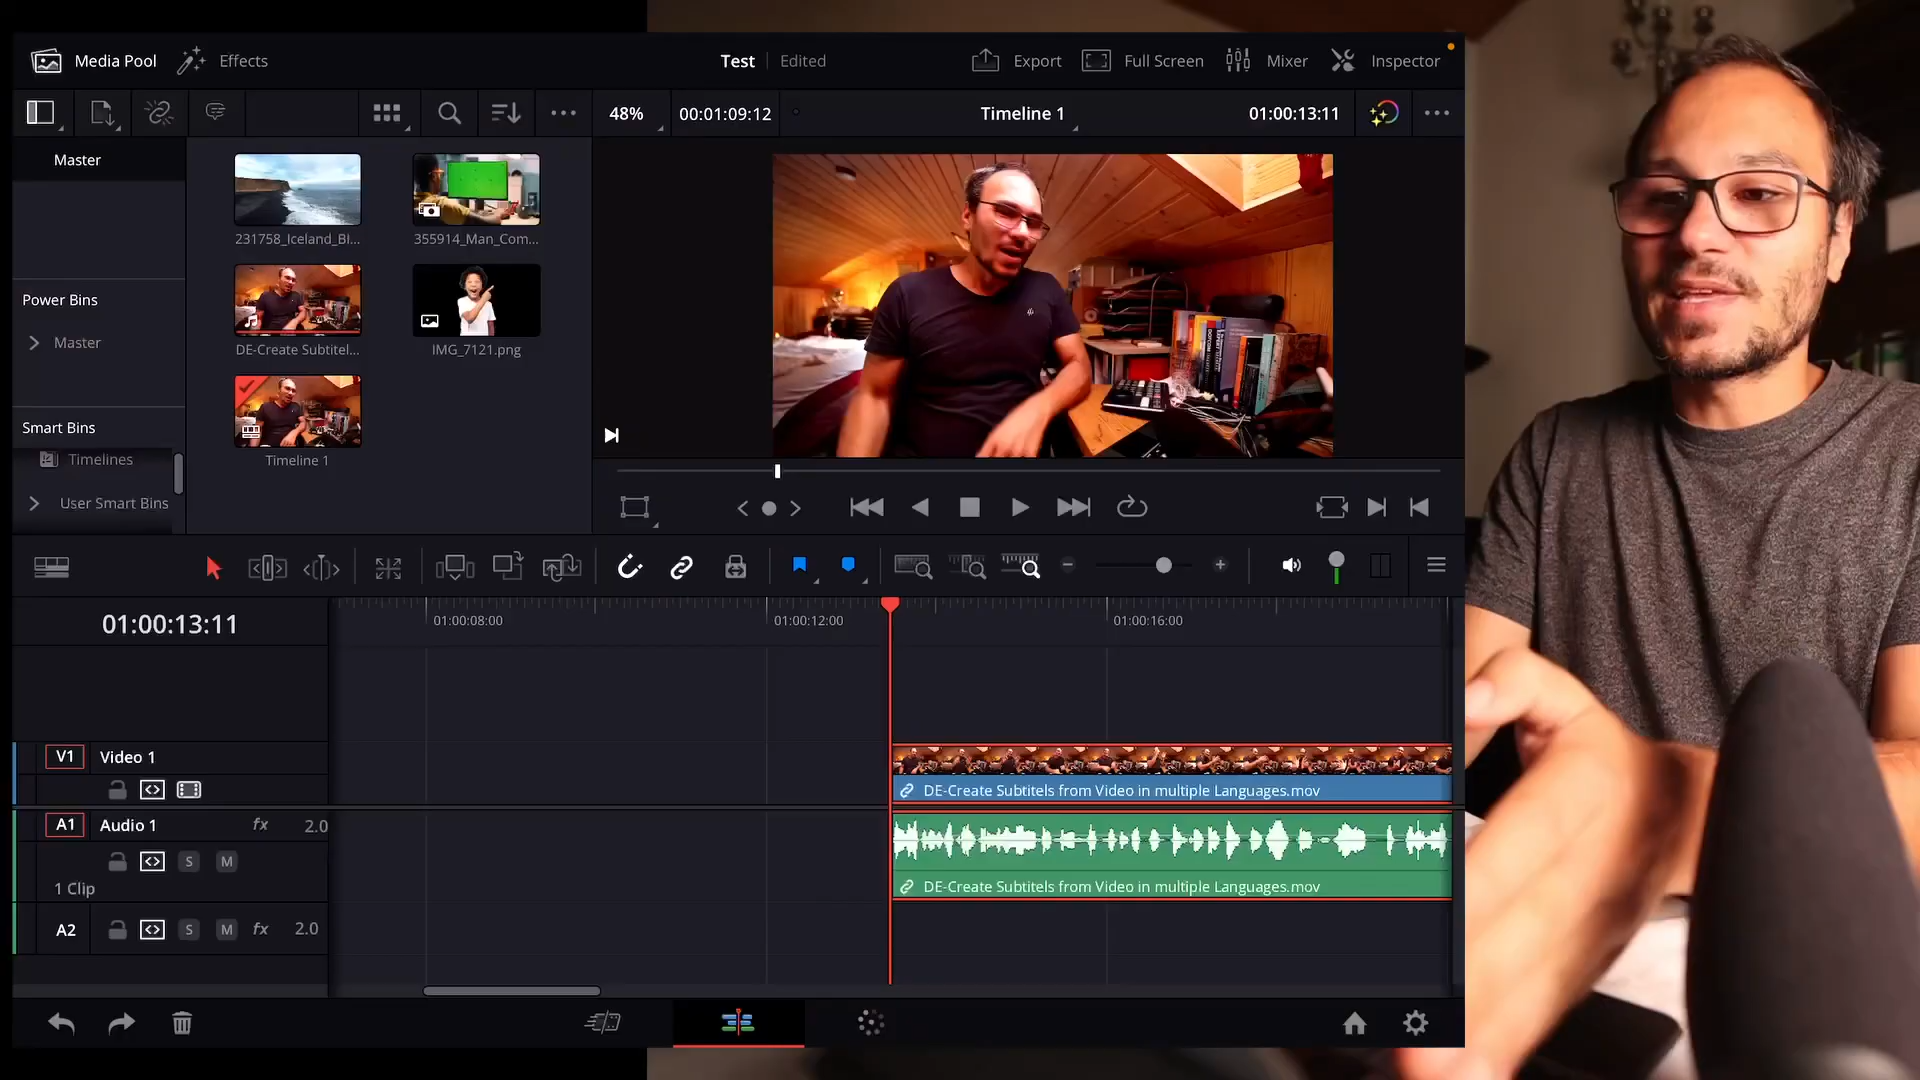 Media Pool
Effects
Test
Edited
Export
Full Screen
Mixer
Inspector
48%
00:01:09:12
Timeline 1
01:00:13:11
Master
Power Bins
Master
Smart Bins
Timelines
User Smart Bins
231758_Iceland_Bl...
355914_Man_Com...
DE-Create Subtitel...
IMG_7121.png
Timeline 1
01:00:13:11
01:00:08:00
01:00:12:00
01:00:16:00
V1
Video 1
DE-Create Subtitels from Video in multiple Languages.mov
A1
Audio 1
fx
2.0
S
M
1 Clip
DE-Create Subtitels from Video in multiple Languages.mov
A2
S
M
fx
2.0